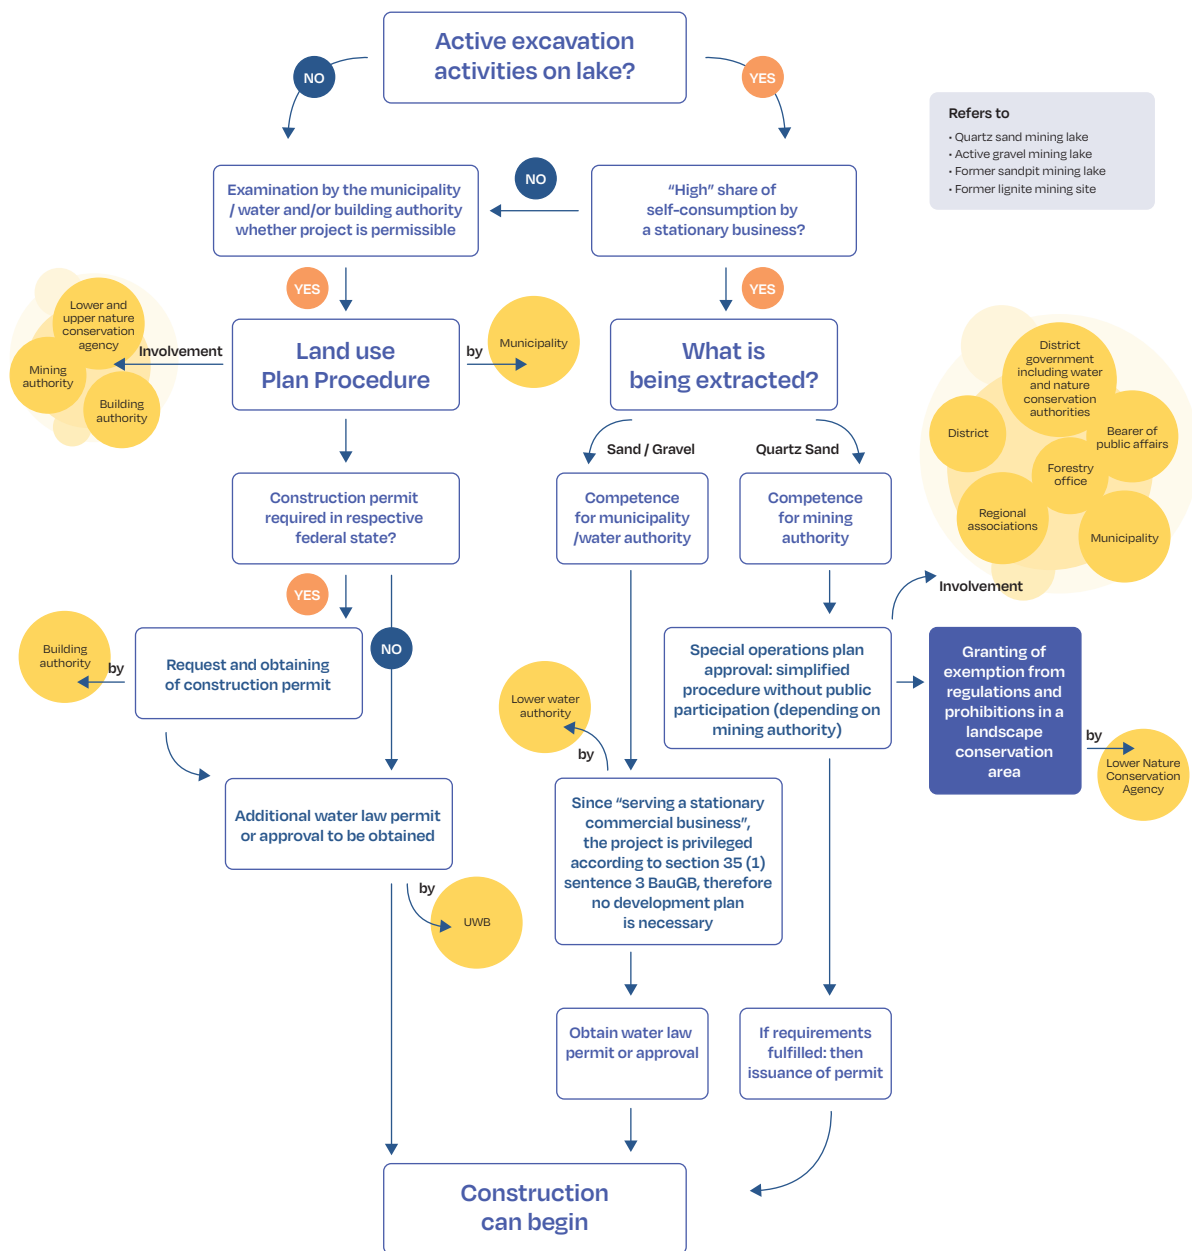 Active excavation
activities on lake?
NO
YES
Refers to
• Quartz sand mining lake
• Active gravel mining lake
• Former sandpit mining lake
• Former lignite mining site
Examination by the municipality
/ water and/or building authority
whether project is permissible
NO
“High” share of
self-consumption by
a stationary business?
YES
YES
Lower and
upper nature
conservation
agency
Mining
authority
Building
authority
Involvement
Land use
Plan Procedure
by
Municipality
What is
being extracted?
District
government
including water
and nature
conservation
authorities
District
Bearer of
public affairs
Forestry
office
Regional
associations
Municipality
Involvement
Sand / Gravel
Quartz Sand
Construction permit
required in respective
federal state?
Competence
for municipality
/water authority
Competence
for mining
authority
YES
NO
Building
authority
by
Request and obtaining
of construction permit
Lower water
authority
by
Special operations plan
approval: simplified
procedure without public
participation (depending on
mining authority)
Granting of
exemption from
regulations and
prohibitions in a
landscape
conservation
area
by
Lower Nature
Conservation
Agency
Additional water law permit
or approval to be obtained
by
UWB
Since “serving a stationary
commercial business”,
the project is privileged
according to section 35 (1)
sentence 3 BauGB, therefore
no development plan
is necessary
Obtain water law
permit or approval
If requirements
fulfilled: then
issuance of permit
Construction
can begin